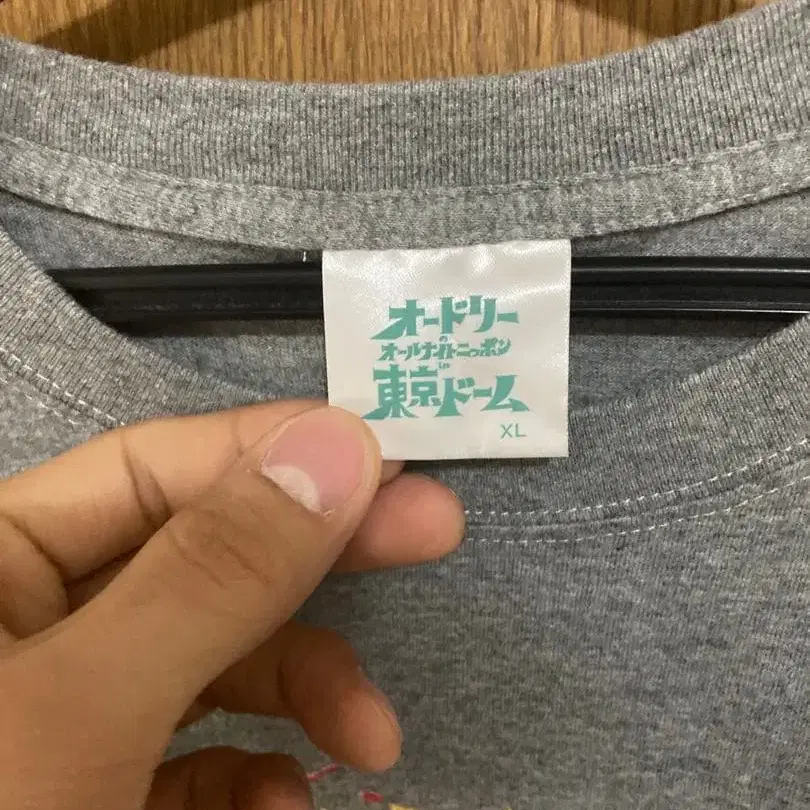 オードリー
の
オールナイトニッポン
in
東京ドーム
XL